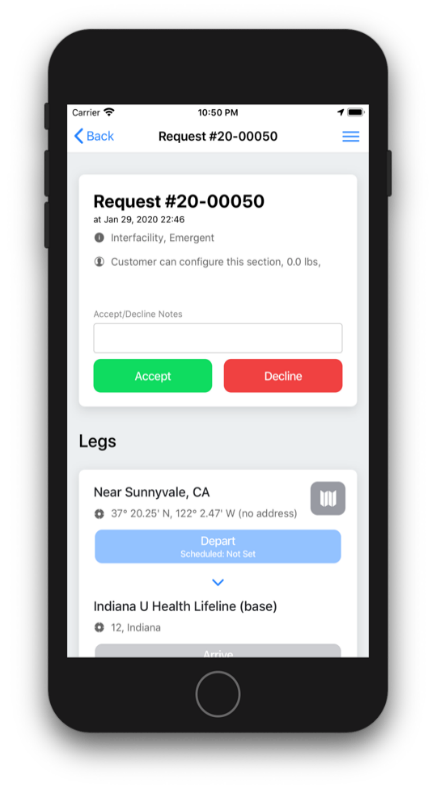 Carrier 10:50 PM
Back Request #20-00050
Request #20-00050
at Jan 29, 2020 22:46
Interfacility, Emergent
Customer can configure this section, 0.0 lbs,
Accept/Decline Notes
Accept Decline
Legs
Near Sunnyvale, CA
37° 20.25' N, 122° 2.47' W (no address)
Depart
Scheduled: Not Set
Indiana U Health Lifeline (base)
12, Indiana
Arrive